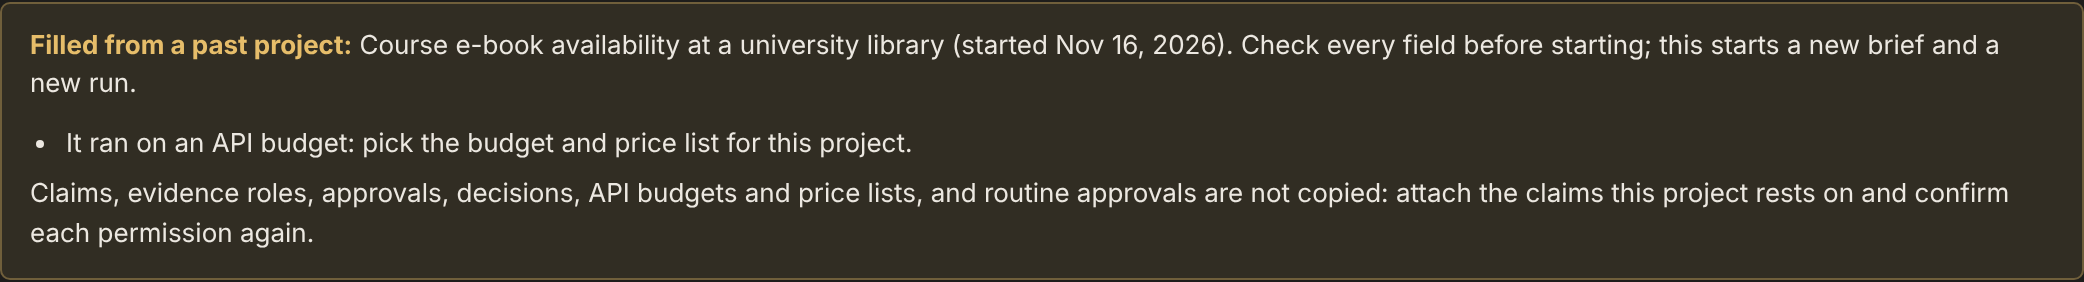 Filled from a past project: Course e-book availability at a university library (started Nov 16, 2026). Check every field before starting; this starts a new brief and a
new run.
• It ran on an API budget: pick the budget and price list for this project.
Claims, evidence roles, approvals, decisions, API budgets and price lists, and routine approvals are not copied: attach the claims this project rests on and confirm
each permission again.